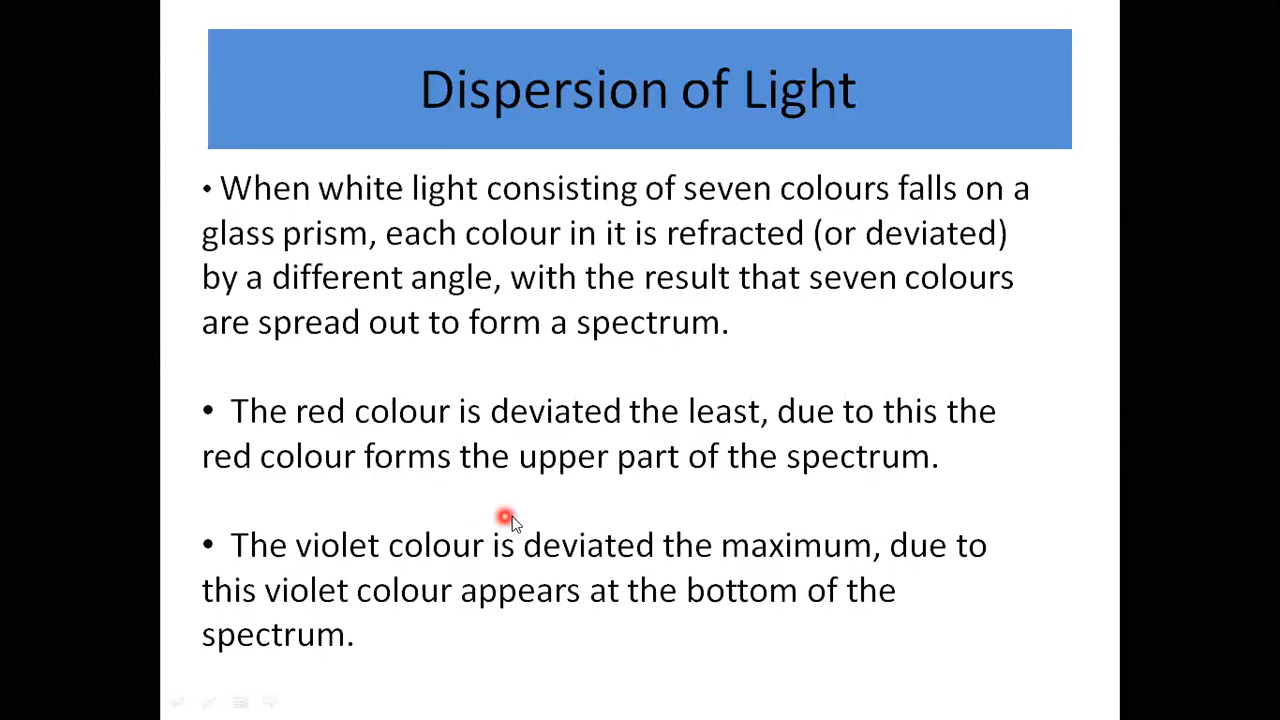 Dispersion of Light
• When white light consisting of seven colours falls on a
glass prism, each colour in it is refracted (or deviated)
by a different angle, with the result that seven colours
are spread out to form a spectrum.
• The red colour is deviated the least, due to this the
red colour forms the upper part of the spectrum.
• The violet colour is deviated the maximum, due to
this violet colour appears at the bottom of the
spectrum.